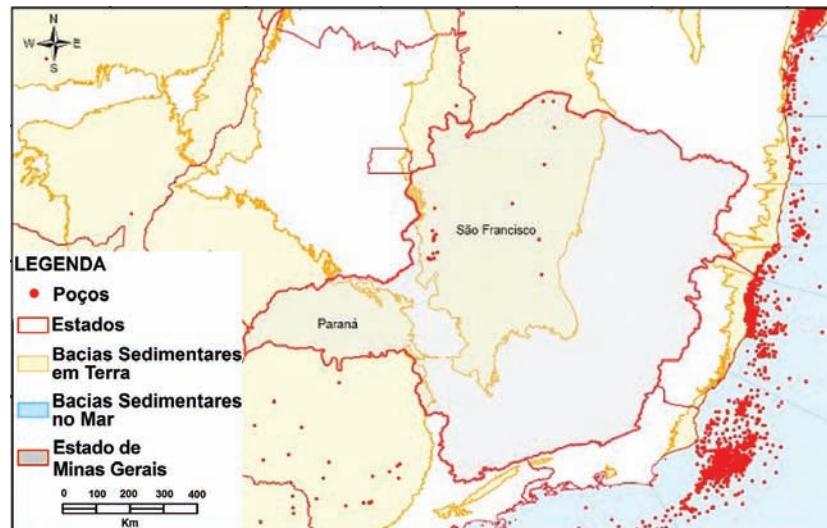 N
W E
S
São Francisco
Paraná
LEGENDA
Poços
Estados
Bacias Sedimentares
em Terra
Bacias Sedimentares
no Mar
Estado de
Minas Gerais
0 100 200 300 400
Km